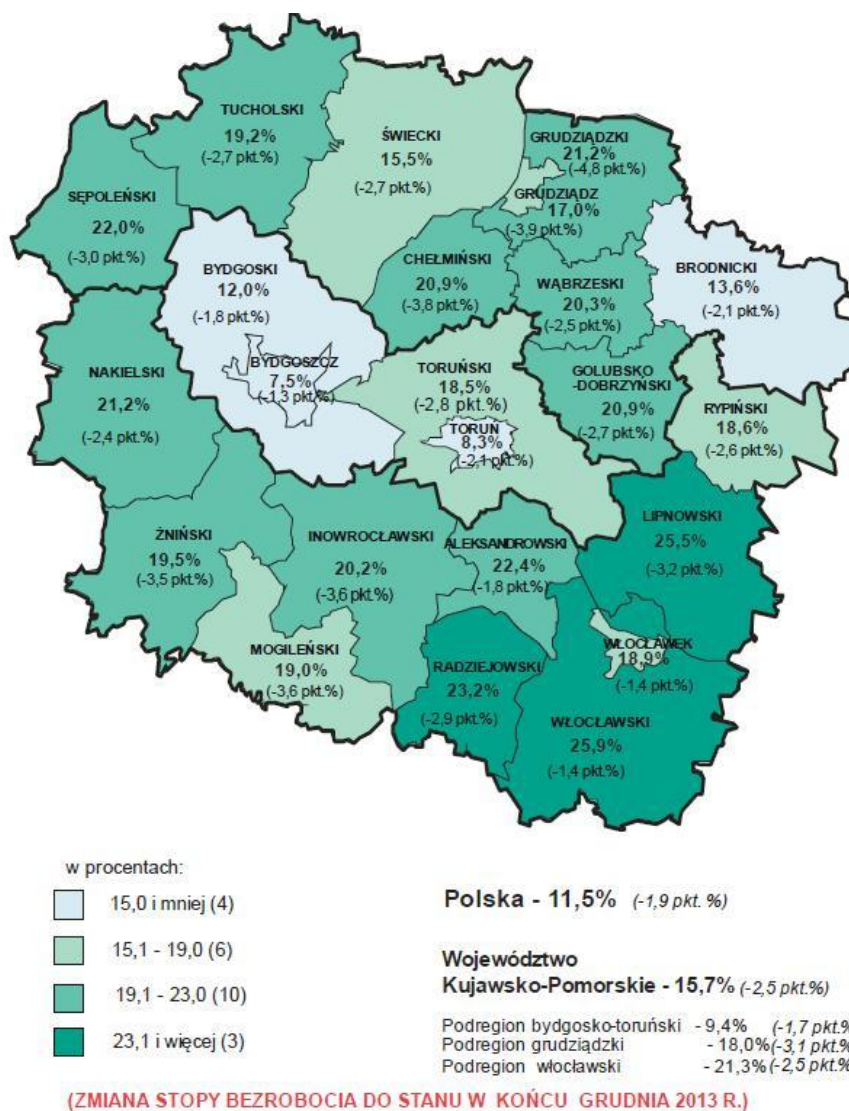 TUCHOLSKI
19,2%
(-2,7 pkt.%)
ŚWIECKI
15,5%
(-2,7 pkt.%)
GRUDZIĄDZKI
21,2%
(-4,8 pkt.%)
GRUDZIĄDZ
17,0%
(-3,9 pkt.%)
SĘPOLEŃSKI
22,0%
(-3,0 pkt.%)
BYDGOSKI
12,0%
(-1,8 pkt.%)
CHEŁMIŃSKI
20,9%
(-3,8 pkt.%)
WĄBRZESKI
20,3%
(-2,5 pkt.%)
BRODNICKI
13,6%
(-2,1 pkt.%)
BYDGOSZCZ
7,5%
(-1,3 pkt.%)
NAKIELSKI
21,2%
(-2,4 pkt.%)
TORUŃSKI
18,5%
(-2,8 pkt.%)
TORUŃ
8,3%
(-2,1 pkt.%)
GOLUBSKO
-DOBRZYŃSKI
20,9%
(-2,7 pkt.%)
RYPIŃSKI
18,6%
(-2,6 pkt.%)
ŻNIŃSKI
19,5%
(-3,5 pkt.%)
INOWROCŁAWSKI
20,2%
(-3,6 pkt.%)
ALEKSANDROWSKI
22,4%
(-1,8 pkt.%)
LIPNOWSKI
25,5%
(-3,2 pkt.%)
MOGILEŃSKI
19,0%
(-3,6 pkt.%)
RADZIEJOWSKI
23,2%
(-2,9 pkt.%)
WŁOCŁAWEK
18,9%
(-1,4 pkt.%)
WŁOCŁAWSKI
25,9%
(-1,4 pkt.%)
w procentach:
15,0 i mniej (4)
15,1 - 19,0 (6)
19,1 - 23,0 (10)
23,1 i więcej (3)
Polska - 11,5% (-1,9 pkt. %)
Województwo
Kujawsko-Pomorskie - 15,7% (-2,5 pkt.%)
Podregion bydgosko-toruński - 9,4% (-1,7 pkt.%
Podregion grudziądzki - 18,0% (-3,1 pkt.%)
Podregion włocławski - 21,3% (-2,5 pkt.%
(ZMIANA STOPY BEZROBOCIA DO STANU W KOŃCU GRUDNIA 2013 R.)